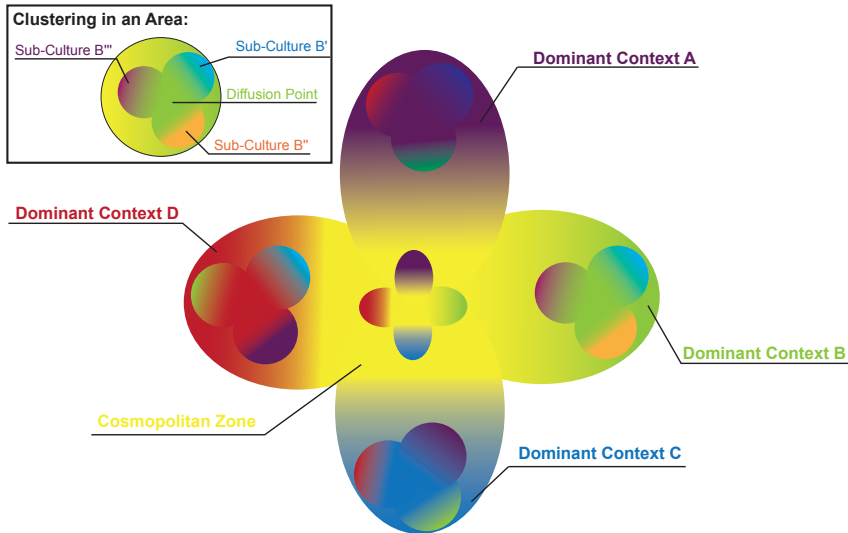 Clustering in an Area:
Sub-Culture B'''
Sub-Culture B'
Diffusion Point
Sub-Culture B''
Dominant Context A
Dominant Context D
Dominant Context B
Cosmopolitan Zone
Dominant Context C